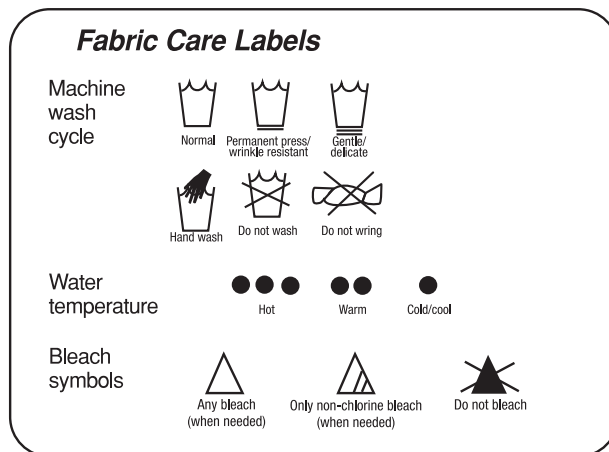 Fabric Care Labels
Machine
wash
cycle
Normal
Permanent press/
wrinkle resistant
Gentle/
delicate
Hand wash
Do not wash
Do not wring
Water
temperature
Hot
Warm
Cold/cool
Bleach
symbols
Any bleach
(when needed)
Only non-chlorine bleach
(when needed)
Do not bleach